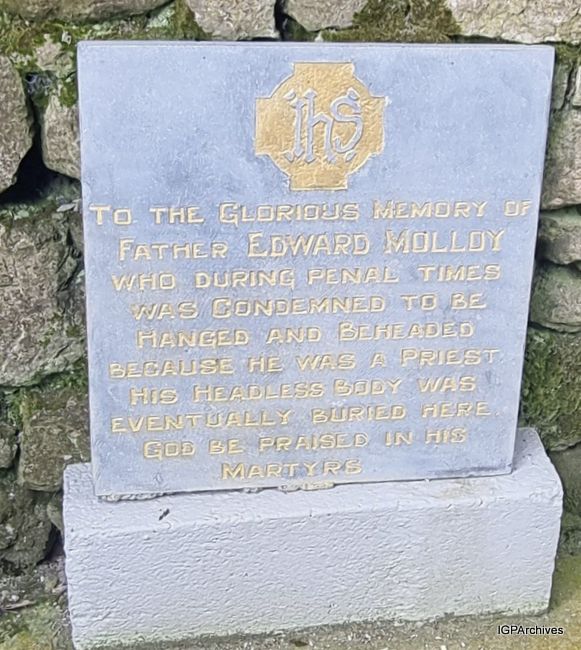 IHS
TO THE GLORIOUS MEMORY OF
FATHER EDWARD MOLLOY
WHO DURING PENAL TIMES
WAS CONDEMNED TO BE
HANGED AND BEHEADED
BECAUSE HE WAS A PRIEST.
HIS HEADLESS BODY WAS
EVENTUALLY BURIED HERE.
GOD BE PRAISED IN HIS
MARTYRS
IGPArchives